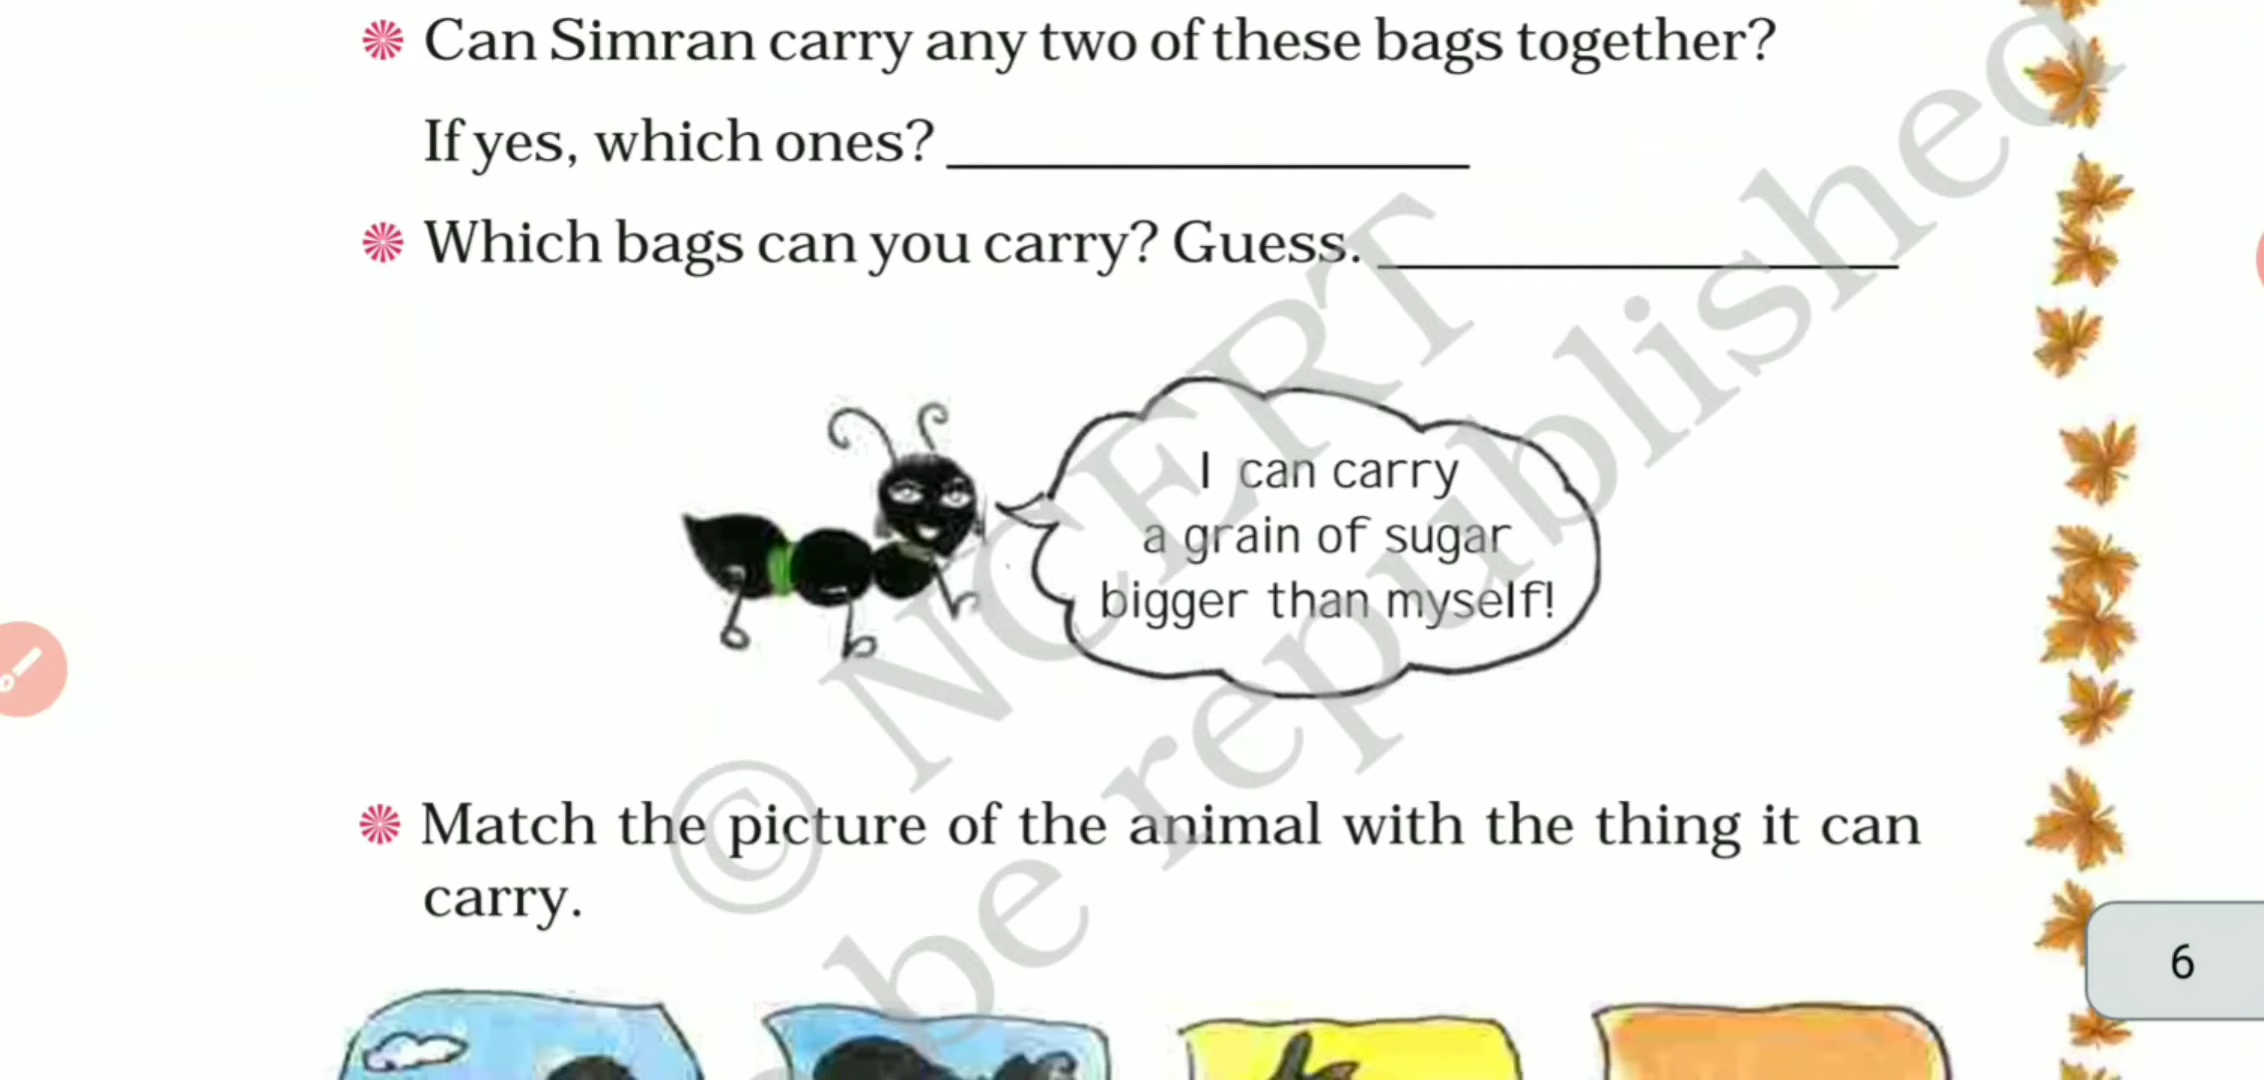 Can Simran carry any two of these bags together?
If yes, which ones?
Which bags can you carry? Guess.
I can carry
a grain of sugar
bigger than myself!
Match the picture of the animal with the thing it can
carry.
6
© NCERT
be republished